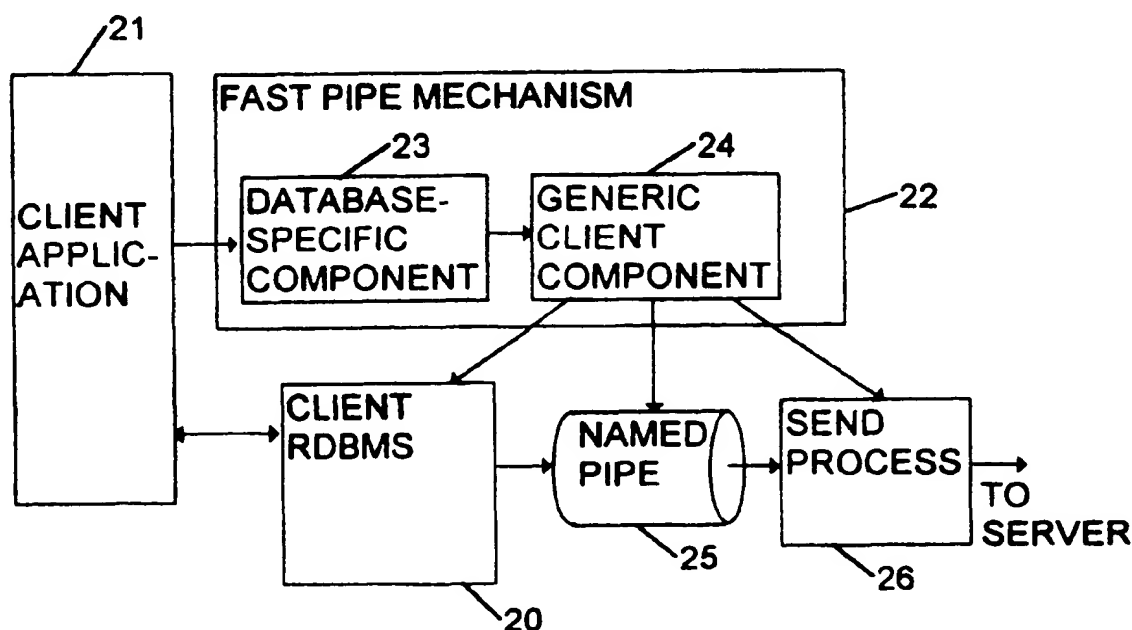 21
FAST PIPE MECHANISM
23
24
DATABASE-
SPECIFIC
COMPONENT
GENERIC
CLIENT
COMPONENT
22
CLIENT
APPLIC-
ATION
CLIENT
RDBMS
NAMED
PIPE
SEND
PROCESS
TO
SERVER
25
26
20